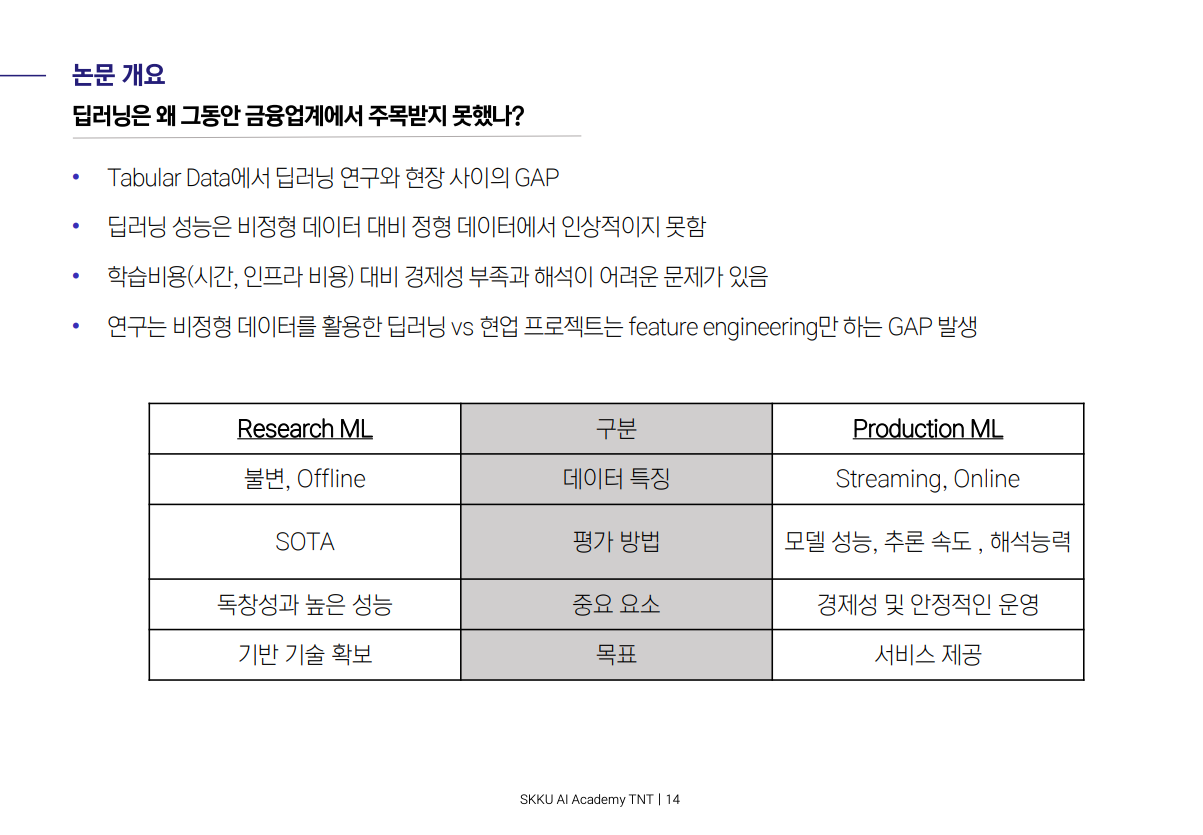 논문 개요
딥러닝은 왜 그동안 금융업계에서 주목받지 못했나?
• Tabular Data에서 딥러닝 연구와 현장 사이의 GAP
• 딥러닝 성능은 비정형 데이터 대비 정형 데이터에서 인상적이지 못함
• 학습비용(시간, 인프라 비용) 대비 경제성 부족과 해석이 어려운 문제가 있음
• 연구는 비정형 데이터를 활용한 딥러닝 vs 현업 프로젝트는 feature engineering만 하는 GAP 발생
Research ML 구분 Production ML
불변, Offline 데이터 특징 Streaming, Online
SOTA 평가 방법 모델 성능, 추론 속도 , 해석능력
독창성과 높은 성능 중요 요소 경제성 및 안정적인 운영
기반 기술 확보 목표 서비스 제공
SKKU AI Academy TNT | 14